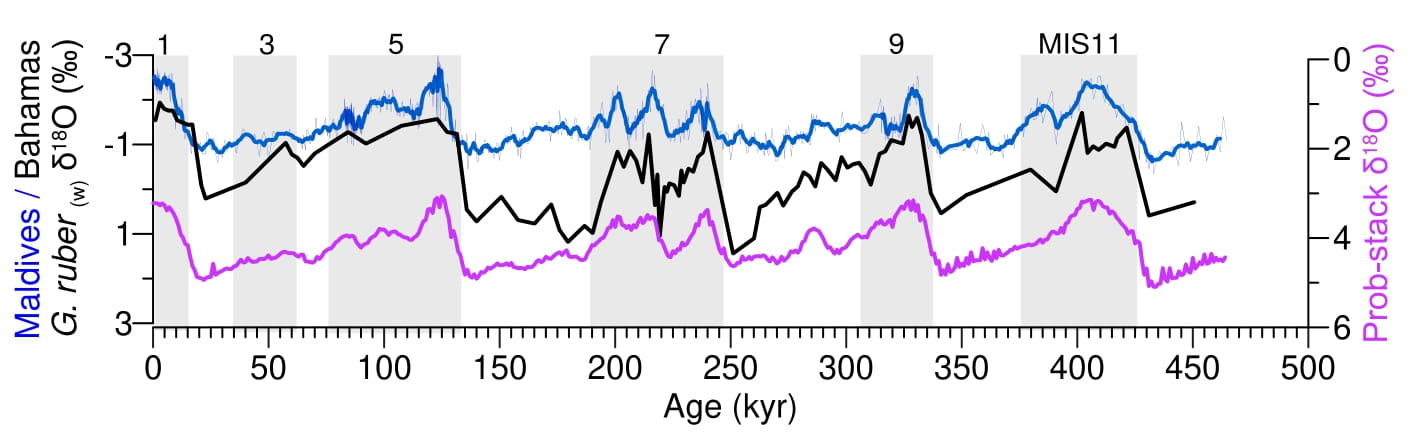 1 3 5 7 9 MIS11
Maldives / Bahamas
G. ruber (w) δ18O (‰)
-3
-1
1
3
0
2
4
6
Prob-stack δ18O (‰)
0 50 100 150 200 250 300 350 400 450 500
Age (kyr)